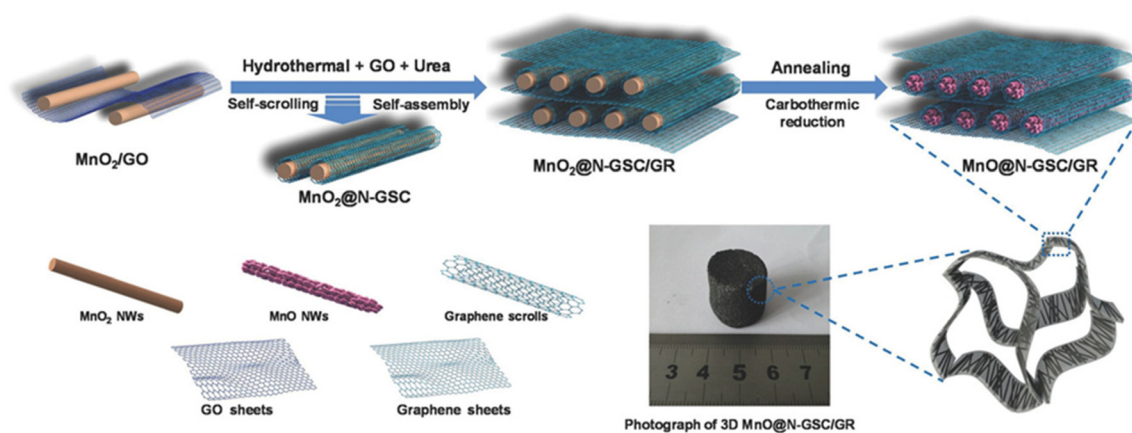 Hydrothermal + GO + Urea
Self-scrolling
Self-assembly
Annealing
Carbothermic
reduction
MnO₂/GO
MnO₂@N-GSC
MnO₂@N-GSC/GR
MnO@N-GSC/GR
MnO₂ NWs
MnO NWs
Graphene scrolls
GO sheets
Graphene sheets
3 4 5 6 7
Photograph of 3D MnO@N-GSC/GR